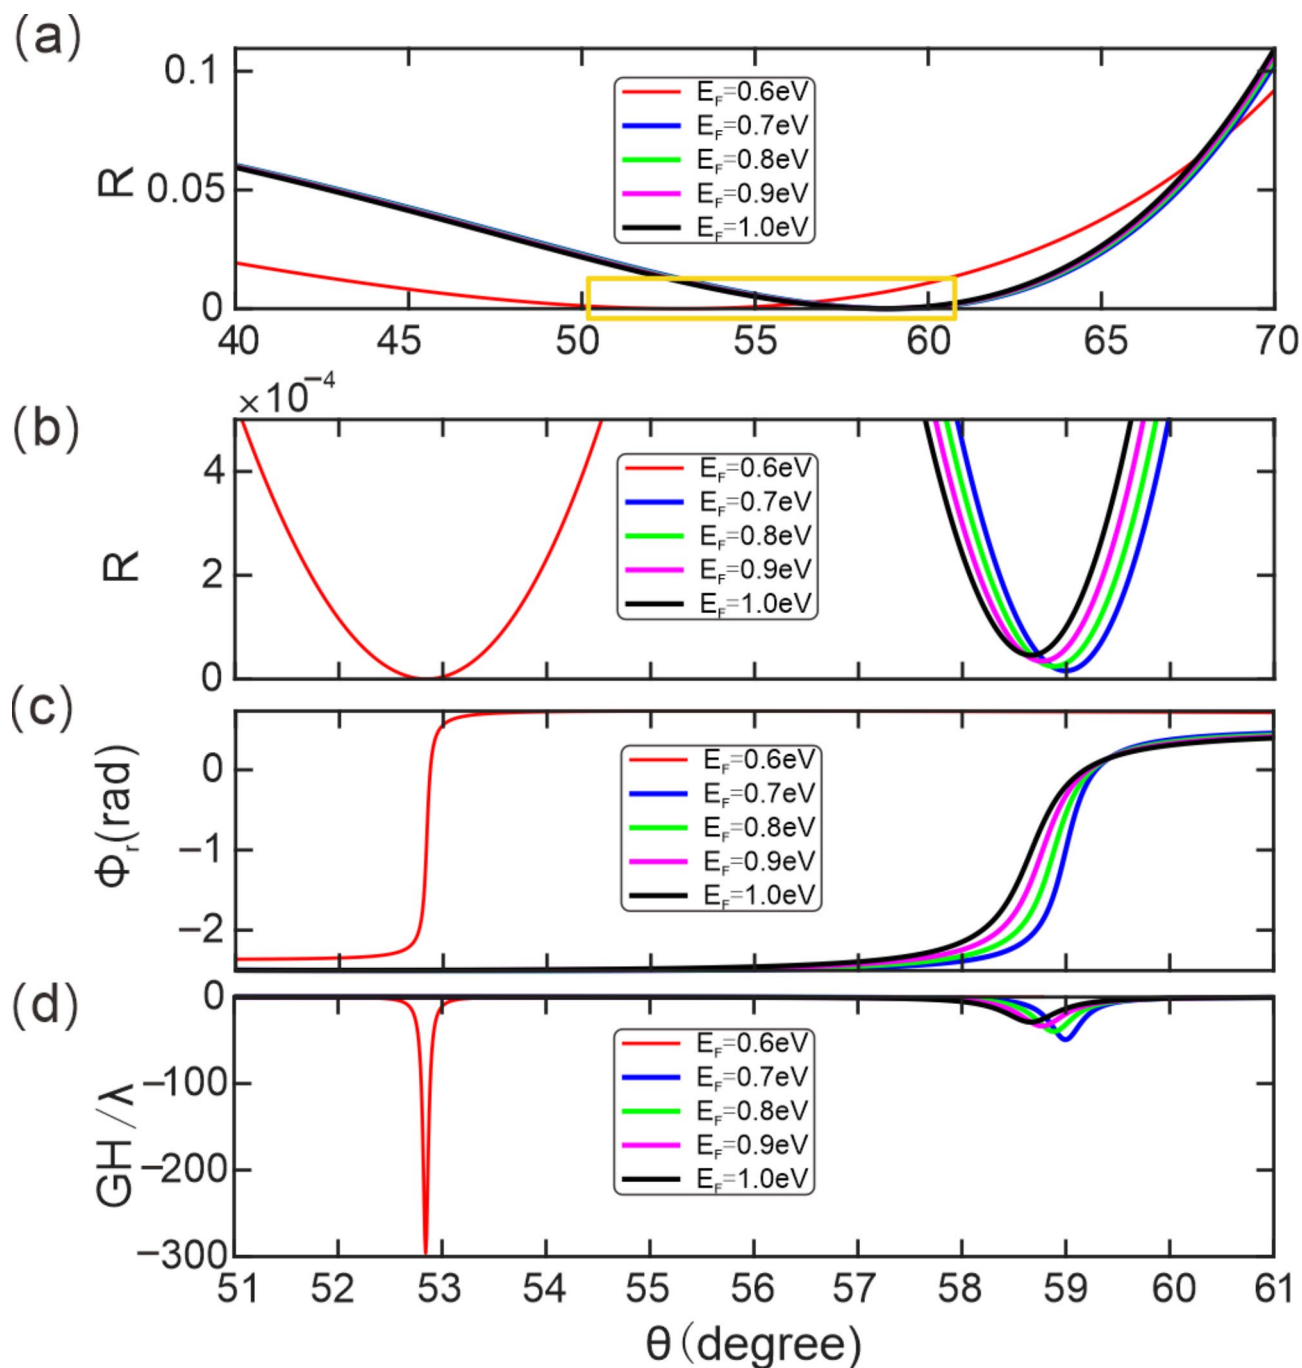 (a)
0.1
0.05
0
R
E_F=0.6eV
E_F=0.7eV
E_F=0.8eV
E_F=0.9eV
E_F=1.0eV
40 45 50 55 60 65 70
(b)
×10⁻⁴
4
2
0
R
E_F=0.6eV
E_F=0.7eV
E_F=0.8eV
E_F=0.9eV
E_F=1.0eV
(c)
0
−1
−2
Φ_r(rad)
E_F=0.6eV
E_F=0.7eV
E_F=0.8eV
E_F=0.9eV
E_F=1.0eV
(d)
0
−100
−200
−300
GH/λ
E_F=0.6eV
E_F=0.7eV
E_F=0.8eV
E_F=0.9eV
E_F=1.0eV
51 52 53 54 55 56 57 58 59 60 61
θ(degree)